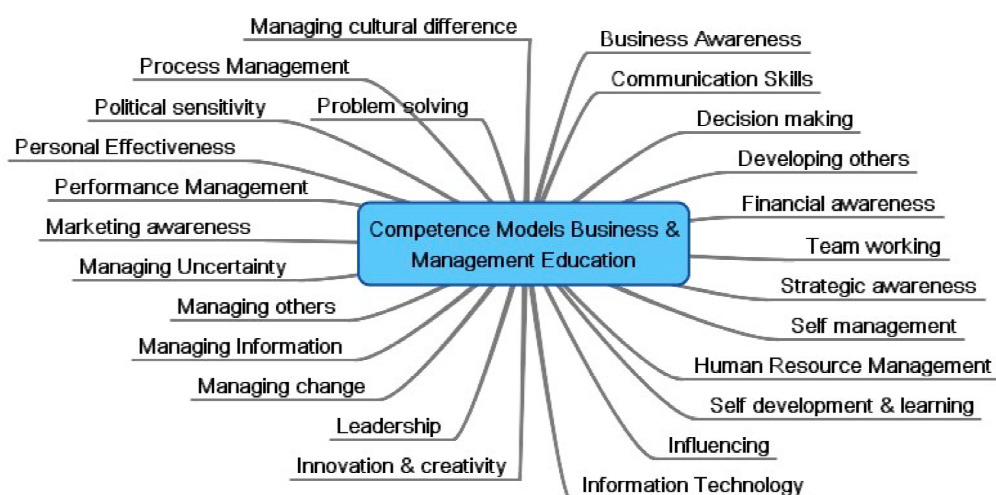 Managing cultural difference
Business Awareness
Process Management
Communication Skills
Political sensitivity
Problem solving
Decision making
Personal Effectiveness
Developing others
Performance Management
Financial awareness
Marketing awareness
Competence Models Business &
Management Education
Team working
Managing Uncertainty
Strategic awareness
Managing others
Self management
Managing Information
Human Resource Management
Managing change
Self development & learning
Leadership
Influencing
Innovation & creativity
Information Technology